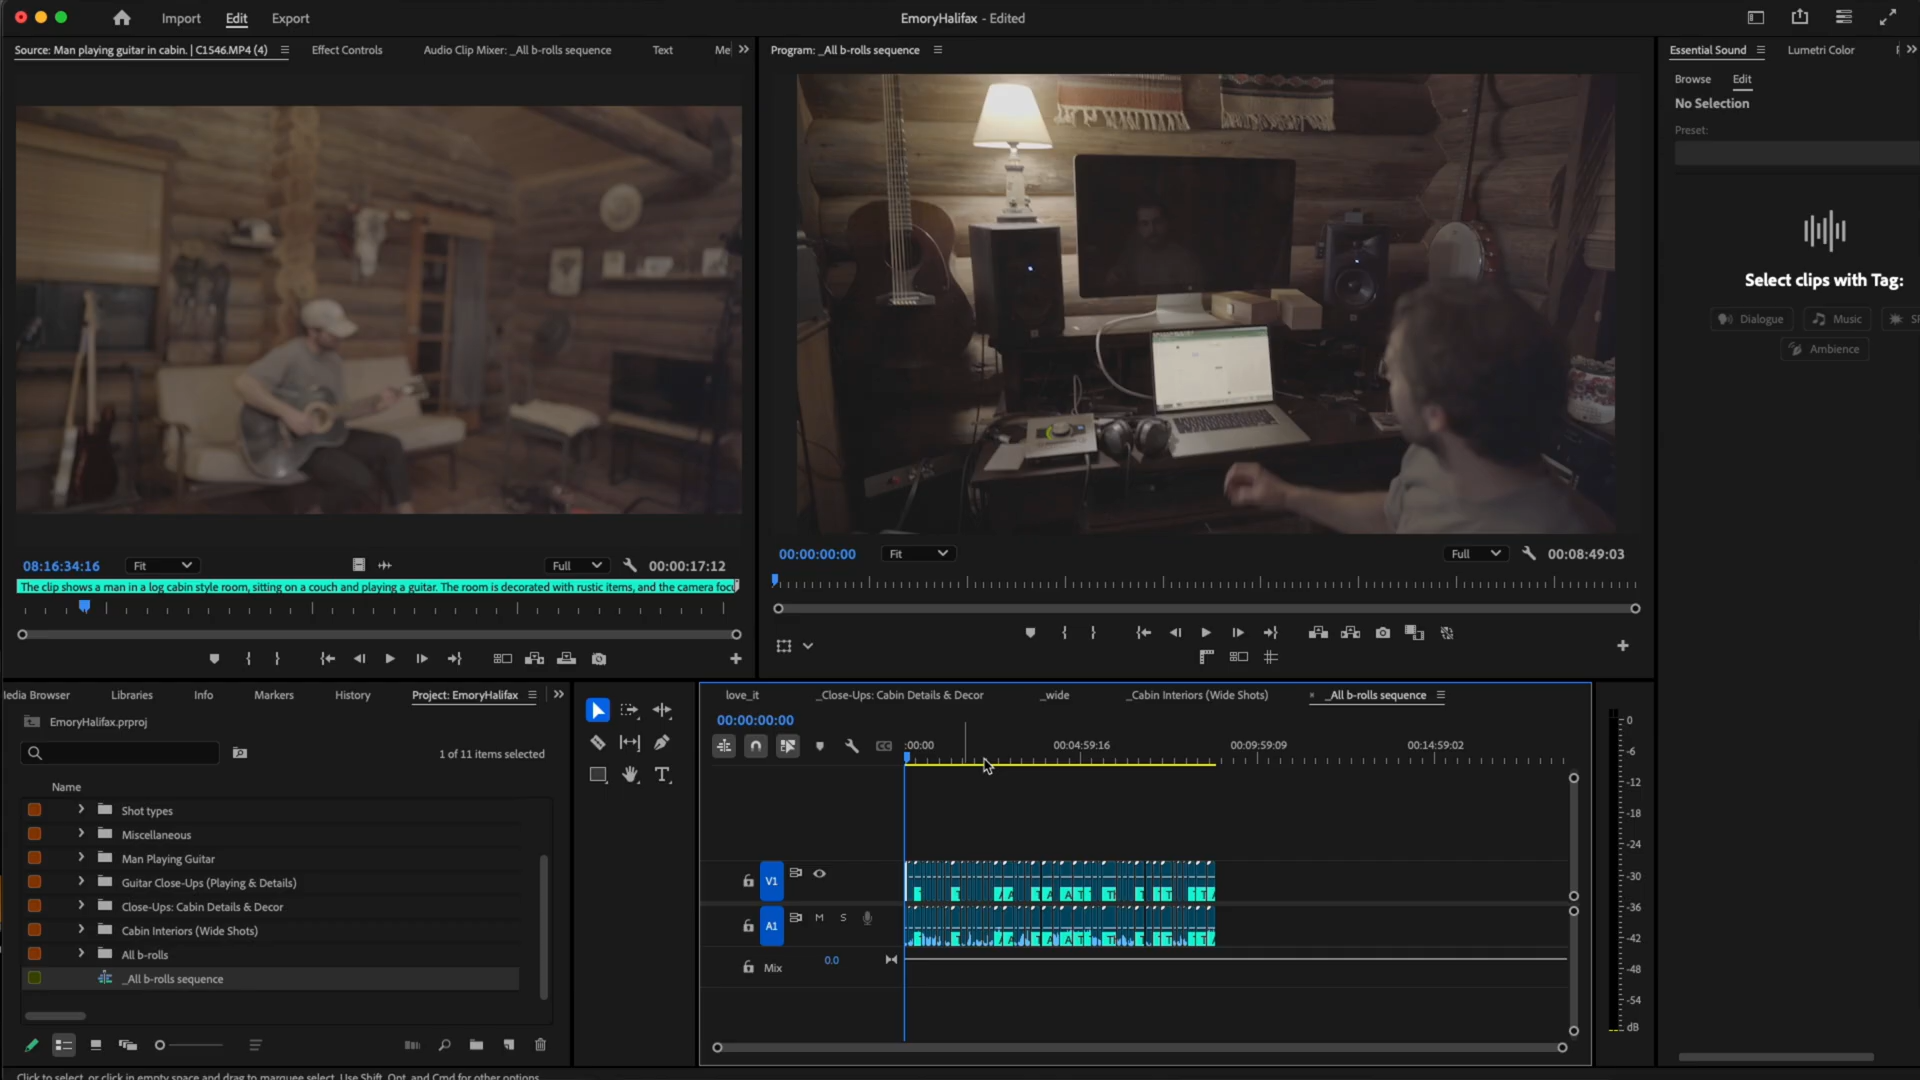 Import Edit Export
EmoryHalifax - Edited
Source: Man playing guitar in cabin. | C1546.MP4 (4) Effect Controls Audio Clip Mixer: _All b-rolls sequence Text Me
Program: _All b-rolls sequence
Essential Sound Lumetri Color
Browse Edit
No Selection
Preset:
Select clips with Tag:
Dialogue Music
Ambience
08:16:34:16 Fit Full 00:00:17:12
The clip shows a man in a log cabin style room, sitting on a couch and playing a guitar. The room is decorated with rustic items, and the camera focu
00:00:00:00 Fit Full 00:08:49:03
Media Browser Libraries Info Markers History Project: EmoryHalifax
EmoryHalifax.prproj
1 of 11 items selected
Name
Shot types
Miscellaneous
Man Playing Guitar
Guitar Close-Ups (Playing & Details)
Close-Ups: Cabin Details & Decor
Cabin Interiors (Wide Shots)
All b-rolls
_All b-rolls sequence
love_it _Close-Ups: Cabin Details & Decor _wide _Cabin Interiors (Wide Shots) × _All b-rolls sequence
00:00:00:00
:00:00 00:04:59:16 00:09:59:09 00:14:59:02
V1
A1 M S
Mix 0.0
0
-6
-12
-18
-24
-30
-36
-42
-48
-54
dB
Click to select, or click in empty space and drag to marquee select. Use Shift, Opt, and Cmd for other options.